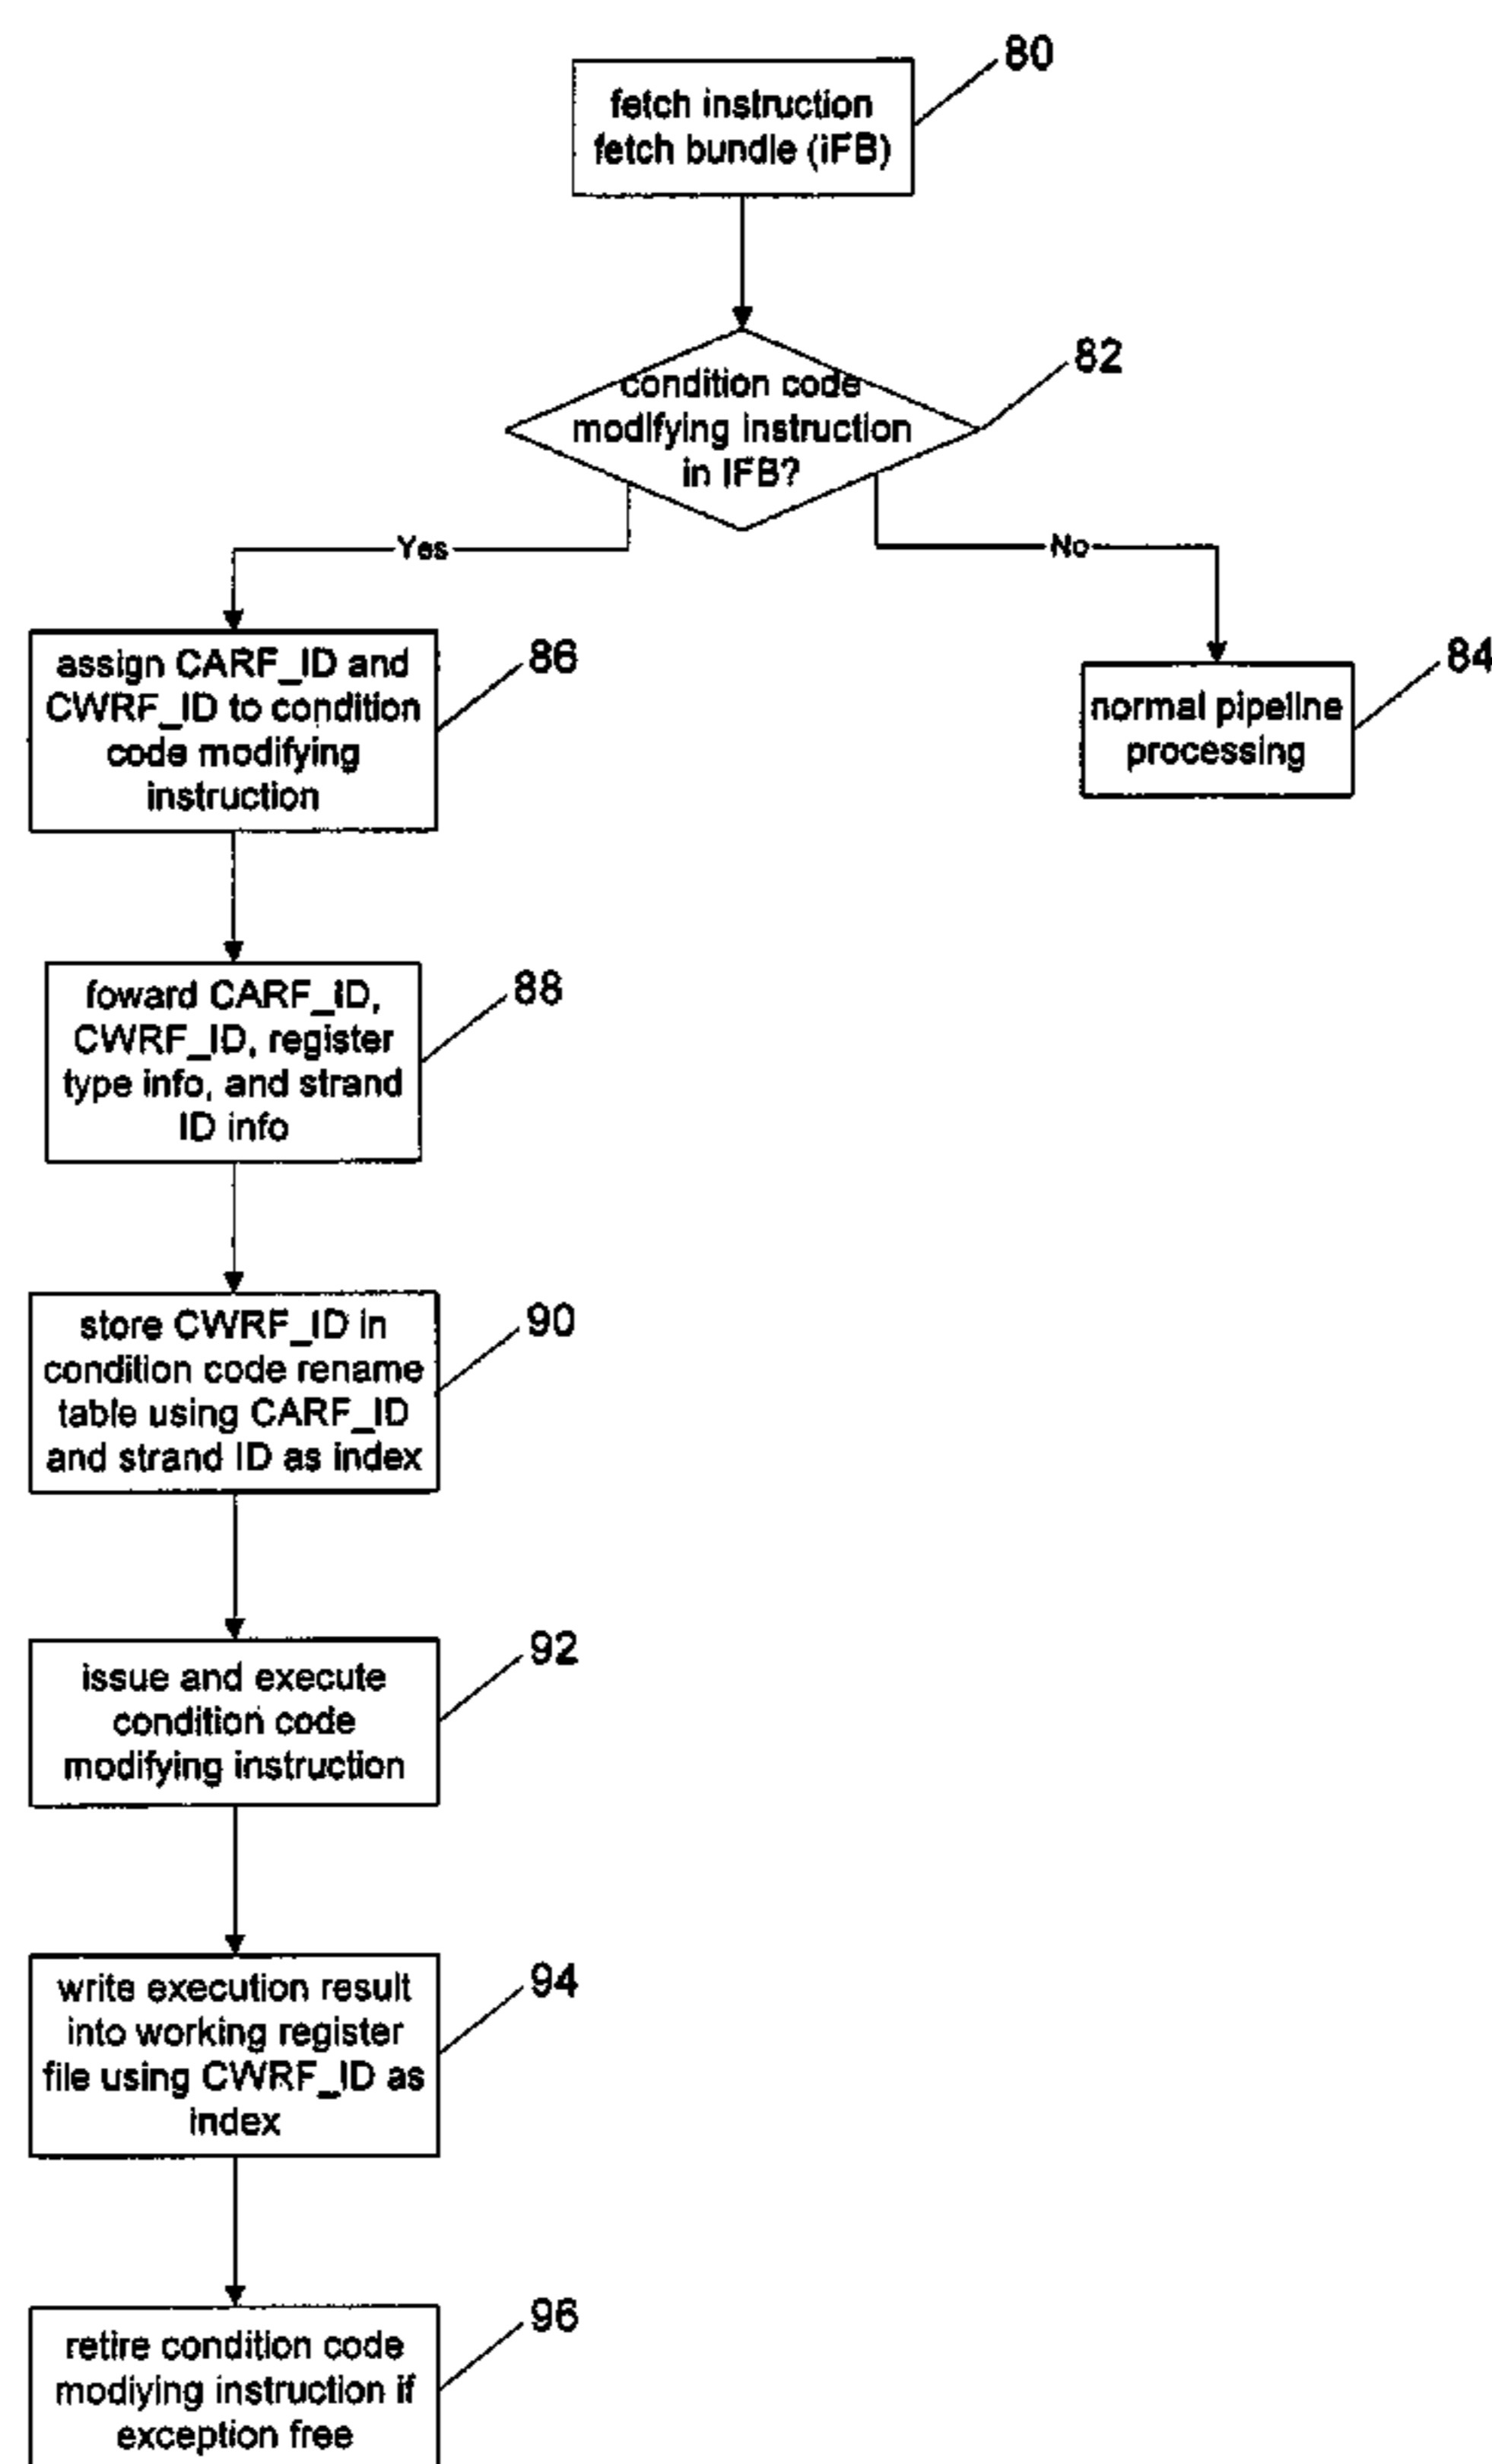 80
fetch instruction
fetch bundle (iFB)
82
condition code
modifying instruction
in IFB?
Yes
No
86
assign CARF_ID and
CWRF_ID to condition
code modifying
instruction
84
normal pipeline
processing
88
foward CARF_ID,
CWRF_ID, register
type info, and strand
ID info
90
store CWRF_ID in
condition code rename
table using CARF_ID
and strand ID as index
92
issue and execute
condition code
modifying instruction
94
write execution result
into working register
file using CWRF_ID as
index
96
retire condition code
modiying instruction if
exception free